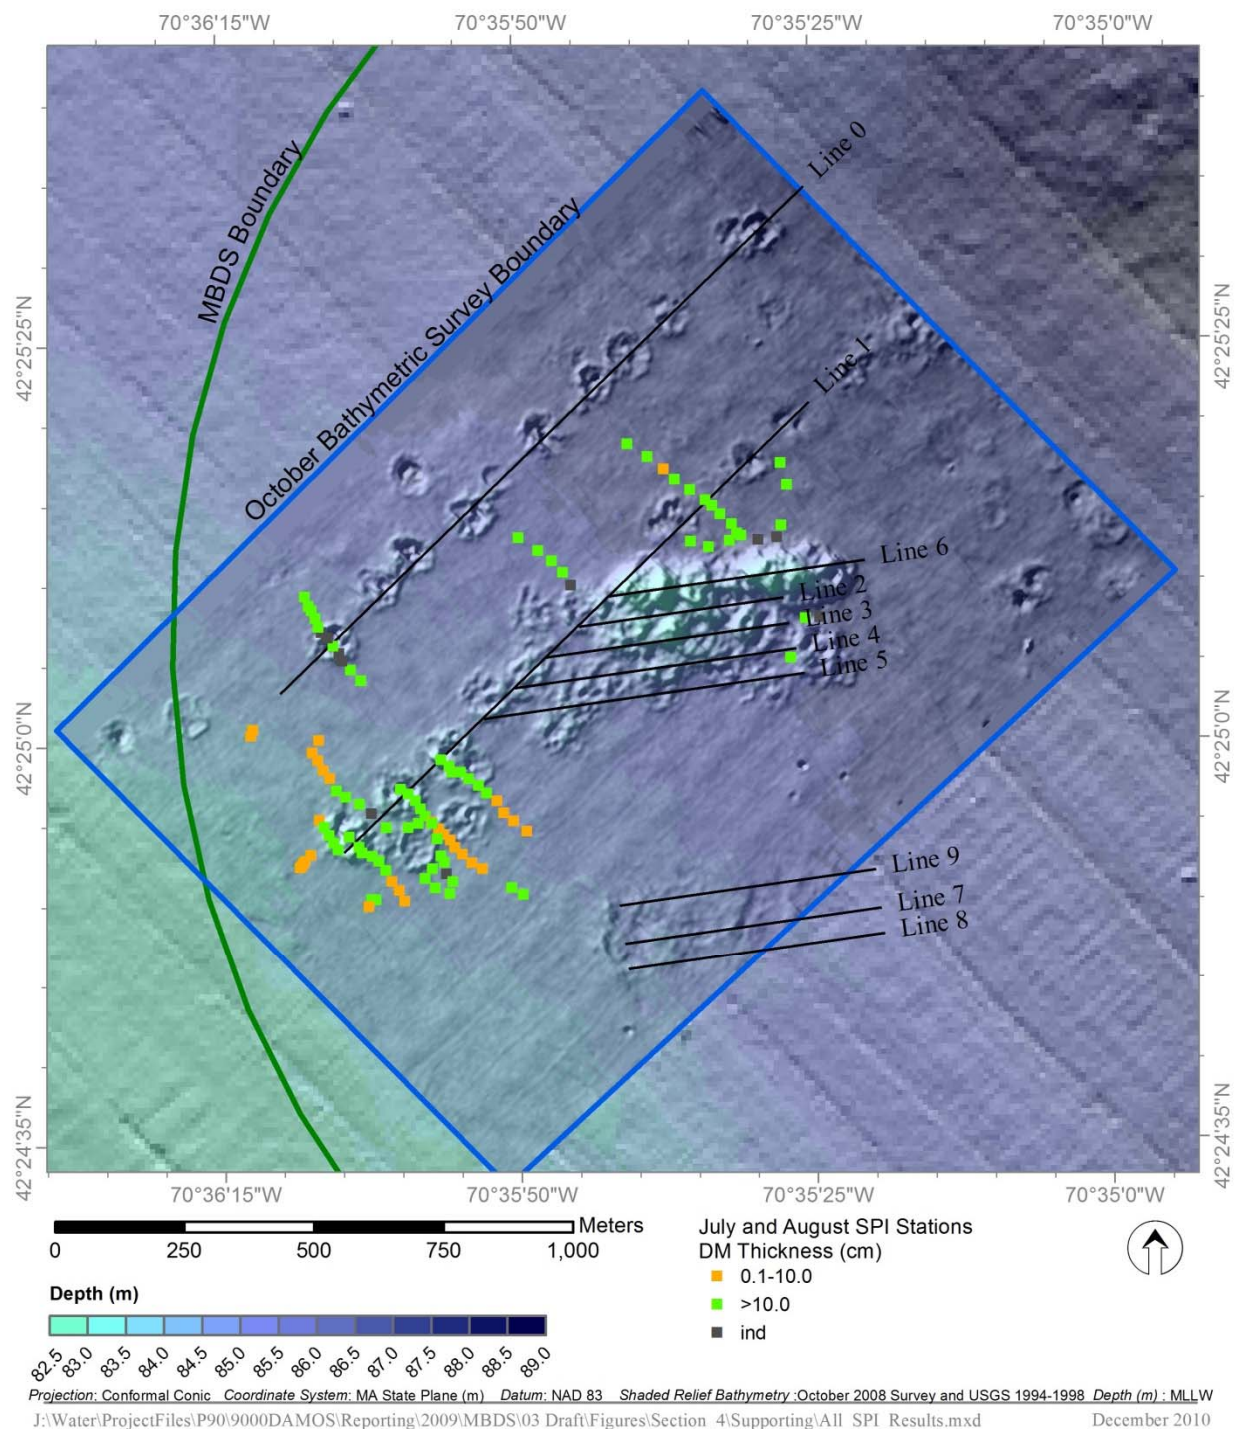 70°36'15"W 70°35'50"W 70°35'25"W 70°35'0"W
MBDS Boundary
October Bathymetric Survey Boundary
Line 0
Line 1
42°25'25"N
42°25'25"N
Line 6
Line 2
Line 3
Line 4
Line 5
42°25'0"N
42°25'0"N
Line 9
Line 7
Line 8
42°24'35"N
42°24'35"N
70°36'15"W 70°35'50"W 70°35'25"W 70°35'0"W
Meters
0 250 500 750 1,000
July and August SPI Stations
DM Thickness (cm)
0.1-10.0
>10.0
ind
Depth (m)
82.5 83.0 83.5 84.0 84.5 85.0 85.5 86.0 86.5 87.0 87.5 88.0 88.5 89.0
Projection: Conformal Conic Coordinate System: MA State Plane (m) Datum: NAD 83 Shaded Relief Bathymetry :October 2008 Survey and USGS 1994-1998 Depth (m) : MLLW
J:\Water\ProjectFiles\P90\9000DAMOS\Reporting\2009\MBDS\03 Draft\Figures\Section_4\Supporting\All_SPI_Results.mxd December 2010